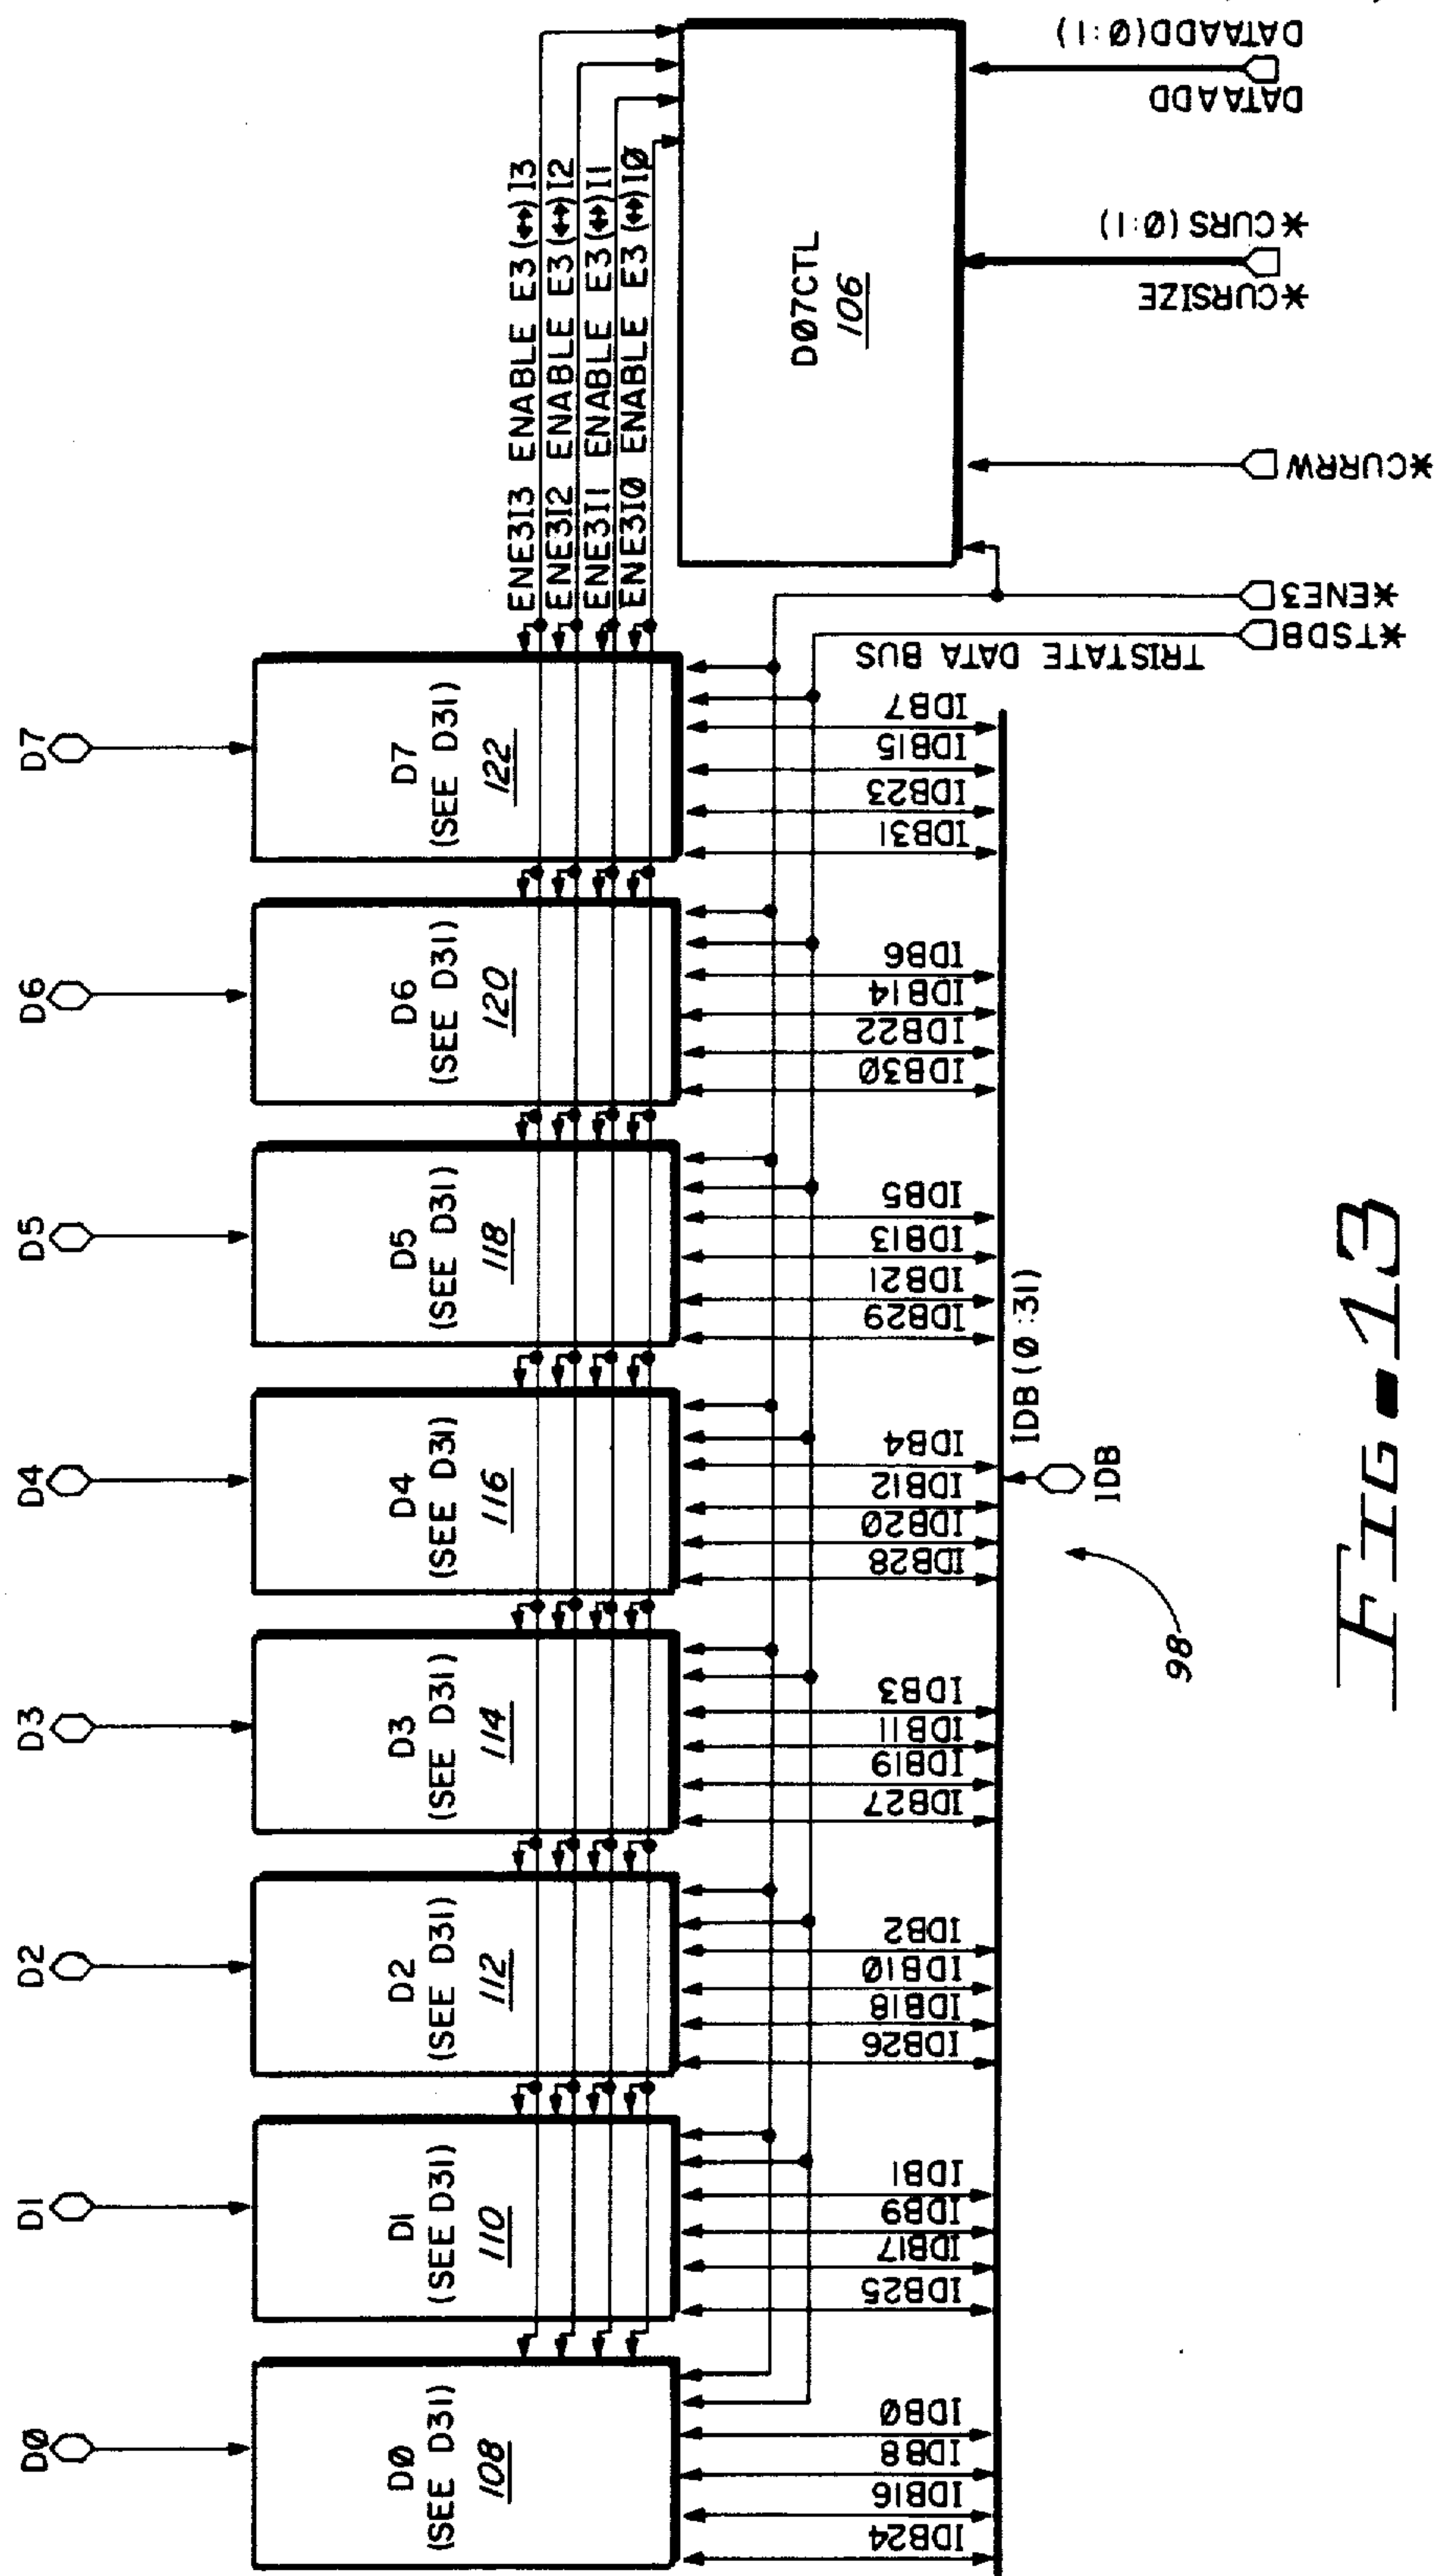 D0
D1
D2
D3
D4
D5
D6
D7
D0
(SEE D31)
108
D1
(SEE D31)
110
D2
(SEE D31)
112
D3
(SEE D31)
114
D4
(SEE D31)
116
D5
(SEE D31)
118
D6
(SEE D31)
120
D7
(SEE D31)
122
ENE3I3 ENABLE E3(↔)I3
ENE3I2 ENABLE E3(↔)I2
ENE3I1 ENABLE E3(↔)I1
ENE3I0 ENABLE E3(↔)I0
D07CTL
106
IDB24
IDB16
IDB8
IDB0
IDB25
IDB17
IDB9
IDB1
IDB26
IDB18
IDB10
IDB2
IDB27
IDB19
IDB11
IDB3
IDB28
IDB20
IDB12
IDB4
IDB29
IDB21
IDB13
IDB5
IDB30
IDB22
IDB14
IDB6
IDB31
IDB23
IDB15
IDB7
TRISTATE DATA BUS
*TSDB
*ENE3
*CURRW
*CURSIZE
*CURS(0:1)
DATAADD
DATAADD(0:1)
IDB(0:31)
IDB
98
FIG-13